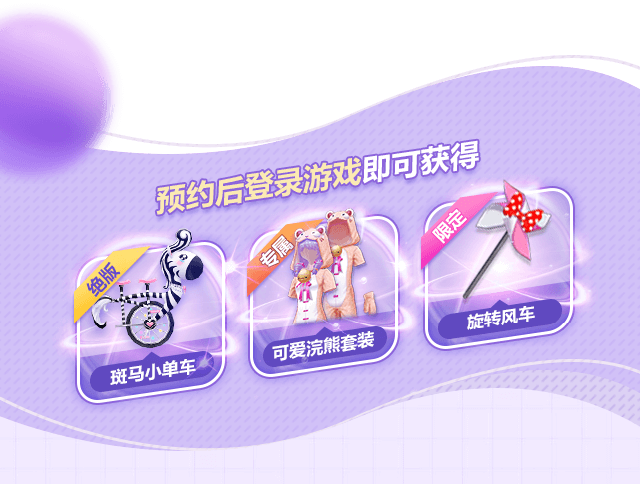 预约后登录游戏即可获得
绝版
斑马小单车
专属
可爱浣熊套装
限定
旋转风车